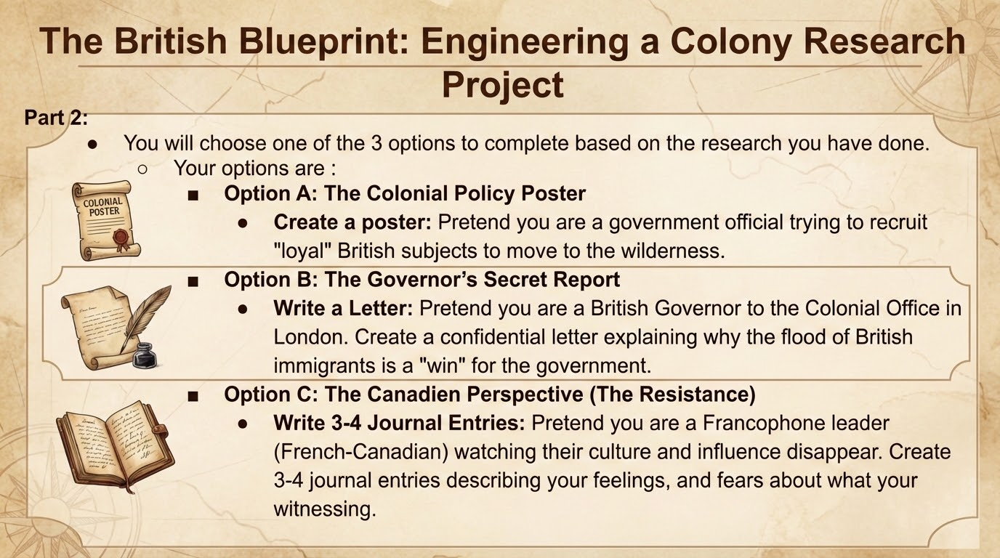 The British Blueprint: Engineering a Colony Research
Project
Part 2:
● You will choose one of the 3 options to complete based on the research you have done.
○ Your options are :
COLONIAL
POSTER
■ Option A: The Colonial Policy Poster
● Create a poster: Pretend you are a government official trying to recruit
"loyal" British subjects to move to the wilderness.
■ Option B: The Governor’s Secret Report
● Write a Letter: Pretend you are a British Governor to the Colonial Office in
London. Create a confidential letter explaining why the flood of British
immigrants is a "win" for the government.
■ Option C: The Canadien Perspective (The Resistance)
● Write 3-4 Journal Entries: Pretend you are a Francophone leader
(French-Canadian) watching their culture and influence disappear. Create
3-4 journal entries describing your feelings, and fears about what your
witnessing.